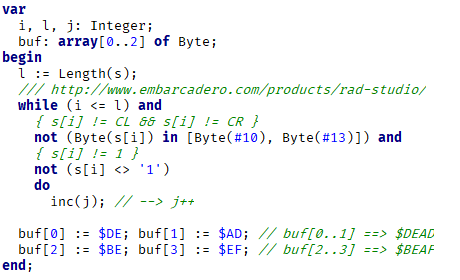 var
  i, l, j: Integer;
  buf: array[0..2] of Byte;
begin
  l := Length(s);
  /// http://www.embarcadero.com/products/rad-studio/
  while (i <= l) and
    { s[i] != CL && s[i] != CR }
    not (Byte(s[i]) in [Byte(#10), Byte(#13)]) and
    { s[i] != 1 }
    not (s[i] <> '1')
    do
      inc(j); // --> j++
  buf[0] := $DE; buf[1] := $AD; // buf[0..1] ==> $DEAD
  buf[2] := $BE; buf[3] := $EF; // buf[2..3] ==> $BEAF
end;